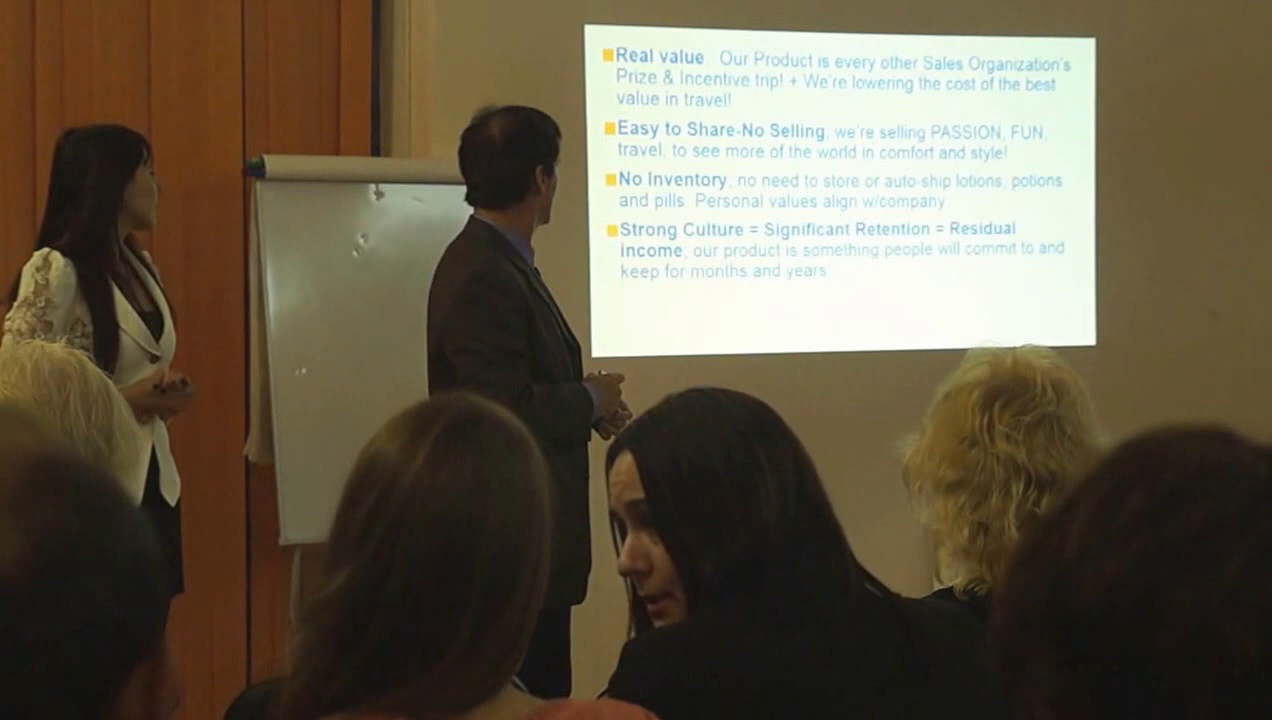 Real value. Our Product is every other Sales Organization's
Prize & Incentive trip! + We're lowering the cost of the best
value in travel!
Easy to Share-No Selling, we're selling PASSION, FUN,
travel, to see more of the world in comfort and style!
No Inventory, no need to store or auto-ship lotions, potions
and pills. Personal values align w/company
Strong Culture = Significant Retention = Residual
income, our product is something people will commit to and
keep for months and years